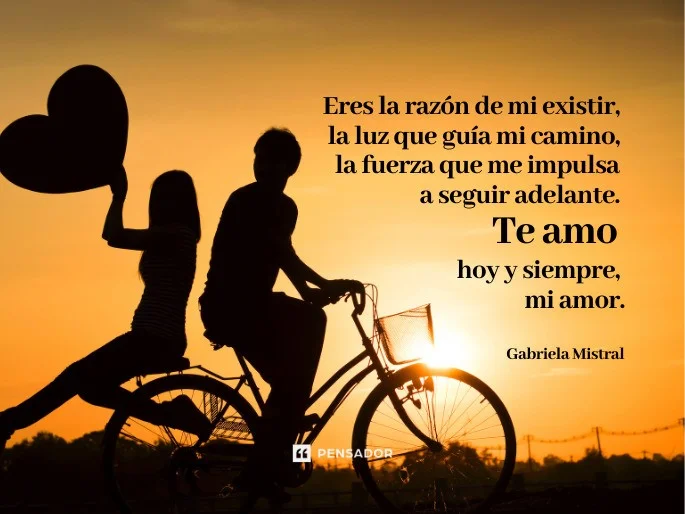 Eres la razón de mi existir,
la luz que guía mi camino,
la fuerza que me impulsa
a seguir adelante.
Te amo
hoy y siempre,
mi amor.
Gabriela Mistral
PENSADOR